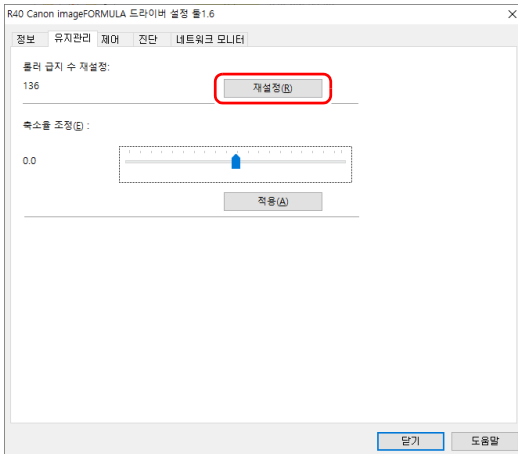 R40 Canon imageFORMULA 드라이버 설정 툴1.6
정보 유지관리 제어 진단 네트워크 모니터
롤러 급지 수 재설정:
136 재설정(R)
축소율 조정(E) :
0.0
적용(A)
닫기 도움말